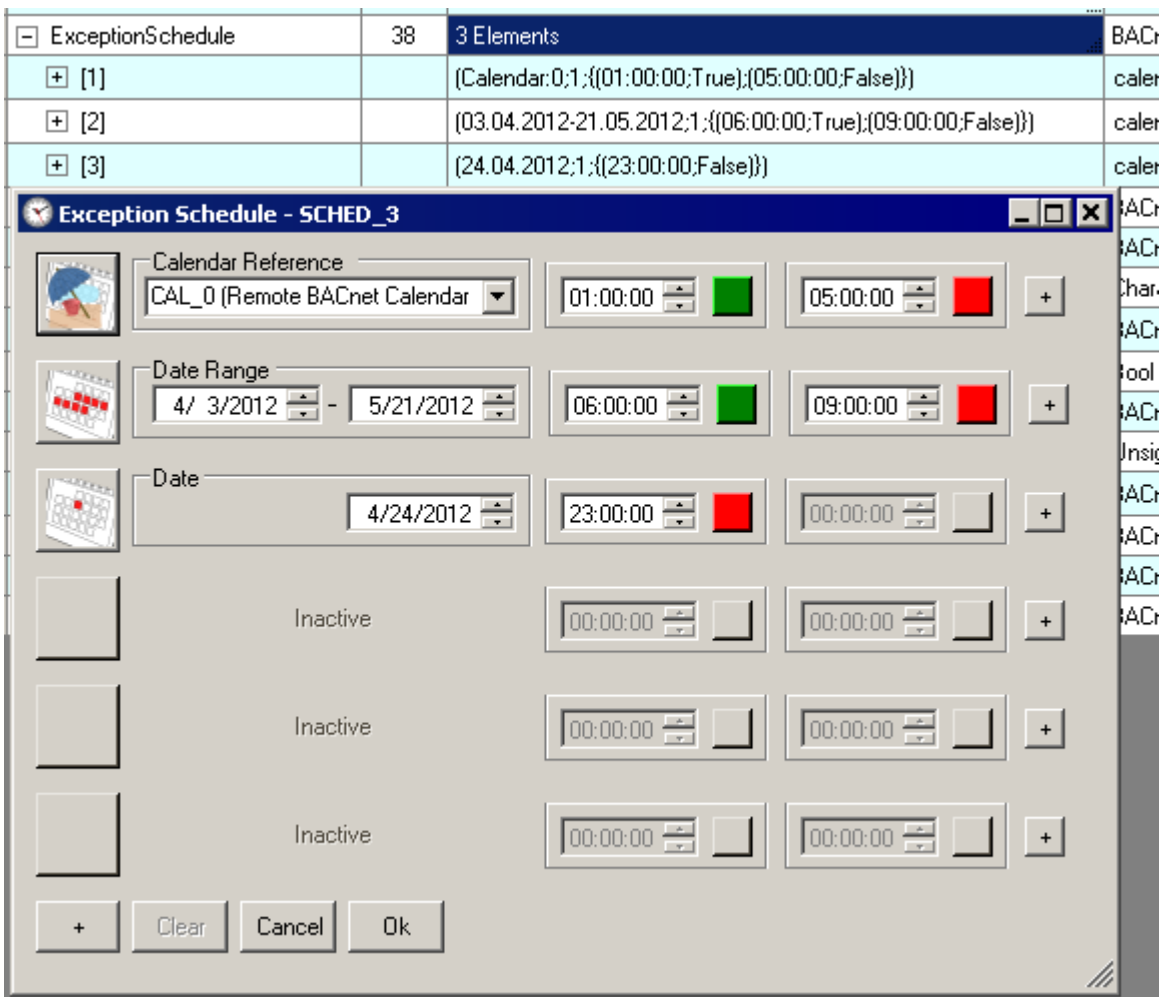 ExceptionSchedule 38 3 Elements BACr
[1] (Calendar:0;1;{(01:00:00;True);(05:00:00;False)}) caler
[2] (03.04.2012-21.05.2012;1;{(06:00:00;True);(09:00:00;False)}) caler
[3] (24.04.2012;1;{(23:00:00;False)}) caler
Exception Schedule - SCHED_3
Calendar Reference
CAL_0 (Remote BACnet Calendar 01:00:00 05:00:00 +
Date Range
4/ 3/2012 - 5/21/2012 06:00:00 09:00:00 +
Date
4/24/2012 23:00:00 00:00:00 +
Inactive 00:00:00 00:00:00 +
Inactive 00:00:00 00:00:00 +
Inactive 00:00:00 00:00:00 +
+ Clear Cancel Ok